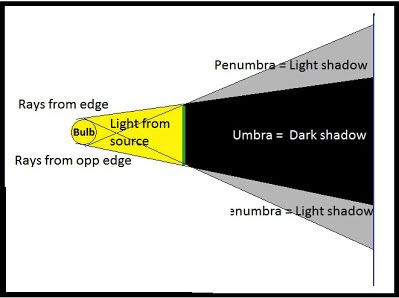 Penumbra = Light shadow
Rays from edge
Bulb
Light from
source
Umbra = Dark shadow
Rays from opp edge
enumbra = Light shadow